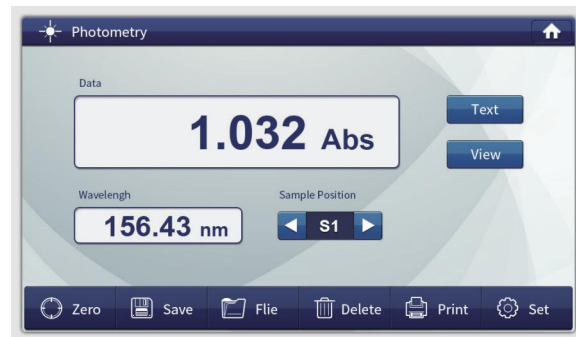 Photometry
Data
1.032 Abs
Text
View
Wavelengh
156.43 nm
Sample Position
S1
Zero Save Flie Delete Print Set